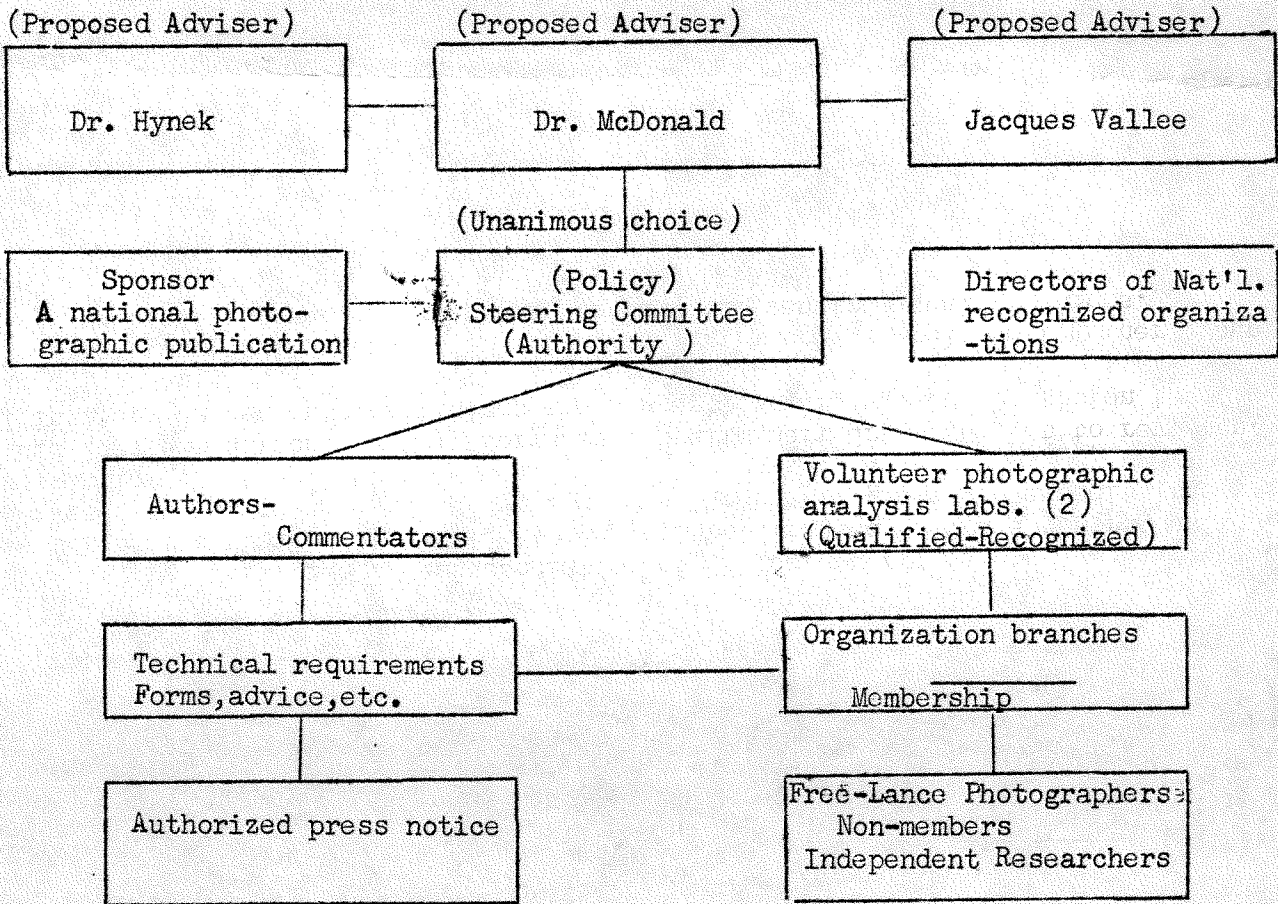 (Proposed Adviser)
(Proposed Adviser)
(Proposed Adviser)
Dr. Hynek
Dr. McDonald
Jacques Vallee
(Unanimous choice)
Sponsor
A national photo-
graphic publication
(Policy)
Steering Committee
(Authority )
Directors of Nat'l.
recognized organiza
-tions
Authors-
Commentators
Volunteer photographic
analysis labs. (2)
(Qualified-Recognized)
Technical requirements
Forms,advice,etc.
Organization branches
Membership
Authorized press notice
Free-Lance Photographers
Non-members
Independent Researchers